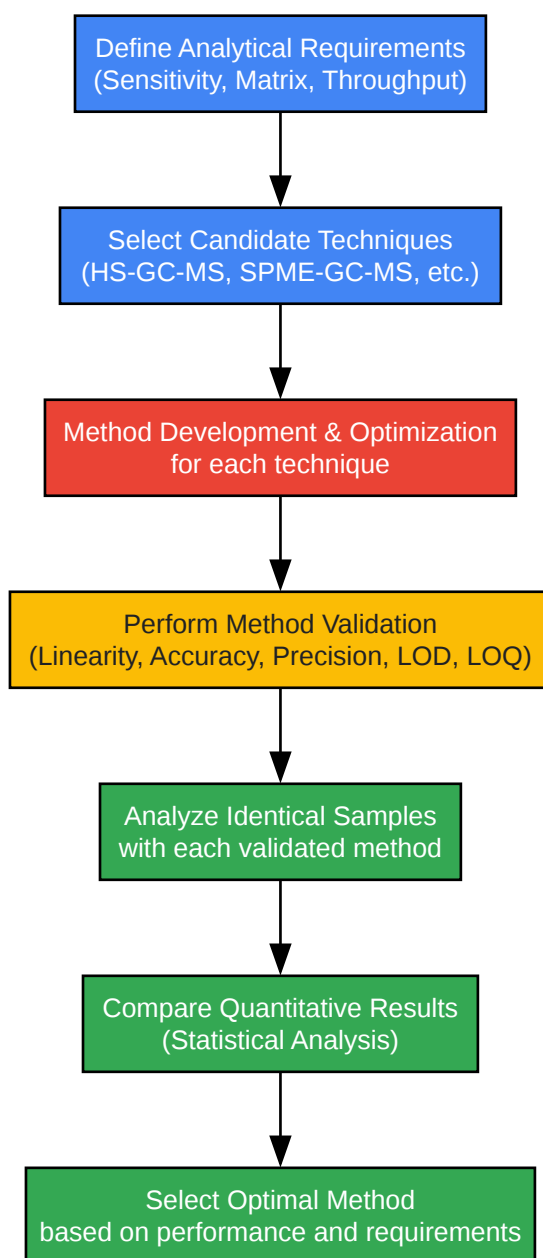 Define Analytical Requirements
(Sensitivity, Matrix, Throughput)
Select Candidate Techniques
(HS-GC-MS, SPME-GC-MS, etc.)
Method Development & Optimization
for each technique
Perform Method Validation
(Linearity, Accuracy, Precision, LOD, LOQ)
Analyze Identical Samples
with each validated method
Compare Quantitative Results
(Statistical Analysis)
Select Optimal Method
based on performance and requirements